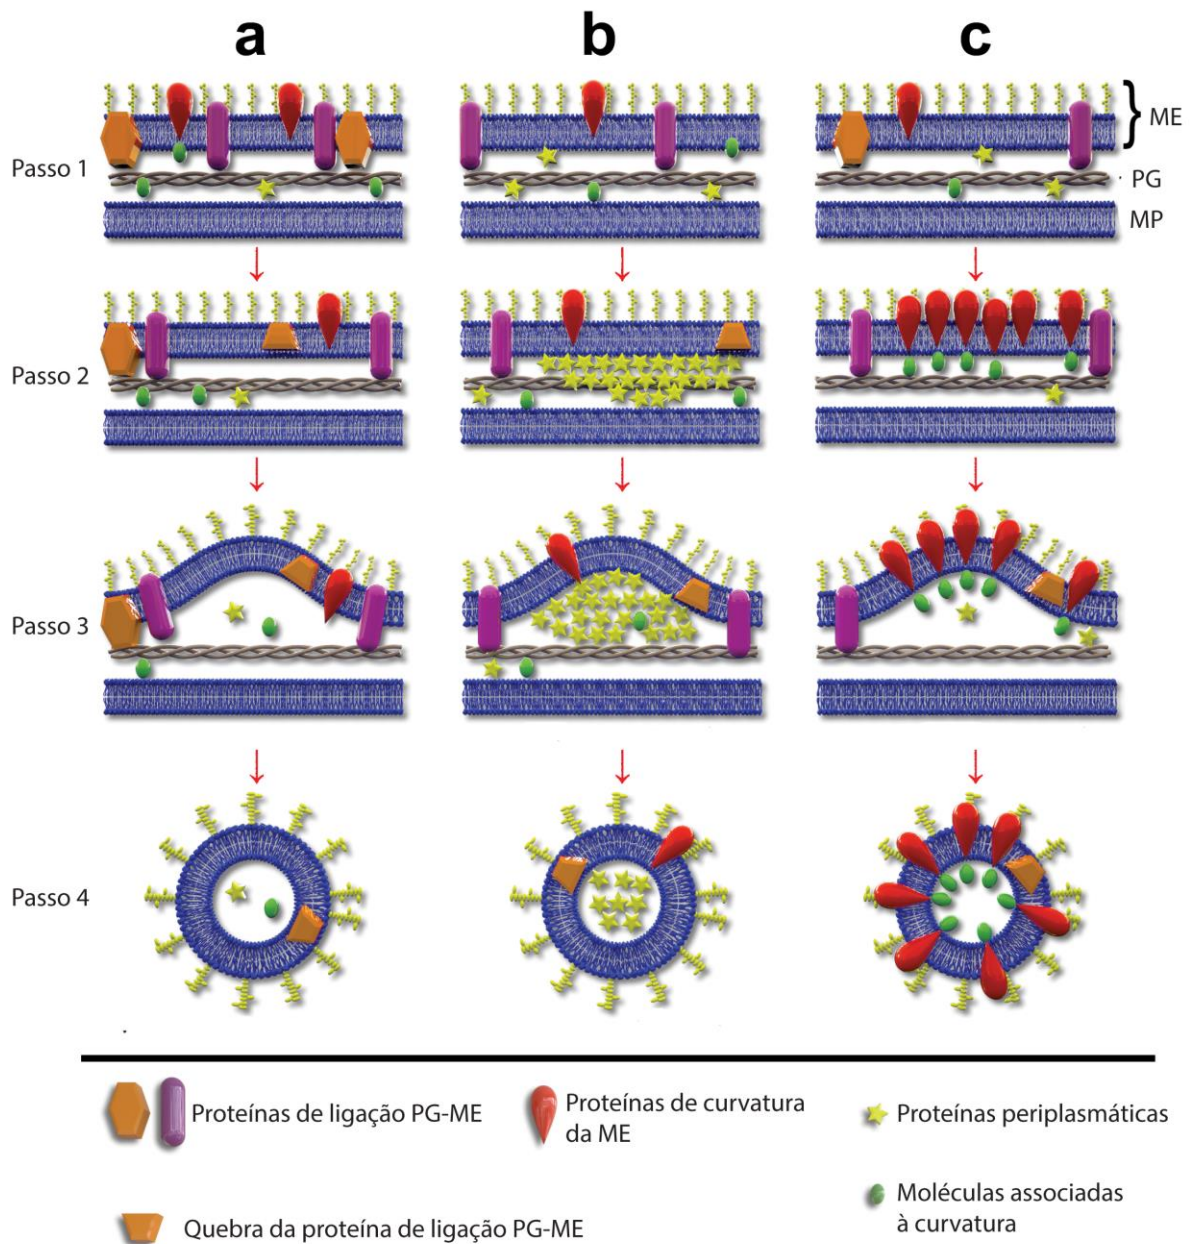 a
b
c
ME
Passo 1
PG
MP
Passo 2
Passo 3
Passo 4
Proteínas de ligação PG-ME
Proteínas de curvatura
da ME
Proteínas periplasmáticas
Quebra da proteína de ligação PG-ME
Moléculas associadas
à curvatura